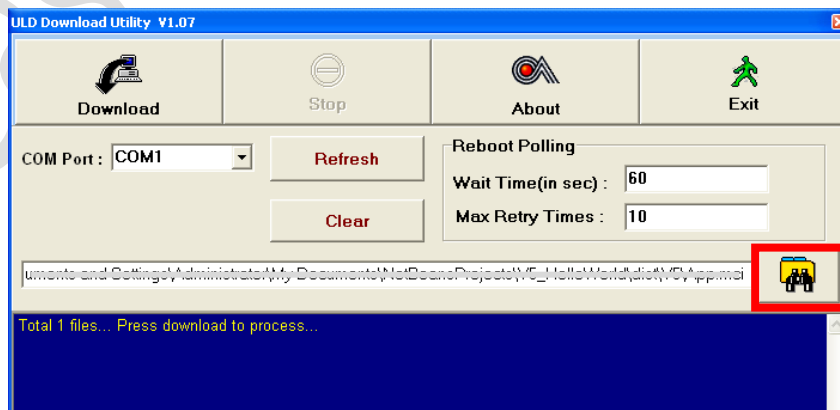 ULD Download Utility V1.07
Download
Stop
About
Exit
COM Port : COM1
Refresh
Clear
Reboot Polling
Wait Time(in sec) : 60
Max Retry Times : 10
uments and Settings\Administrator\My Documents\NetBeansProjects\V5_HelloWorld\dist\V5\App.mci
Total 1 files... Press download to process...